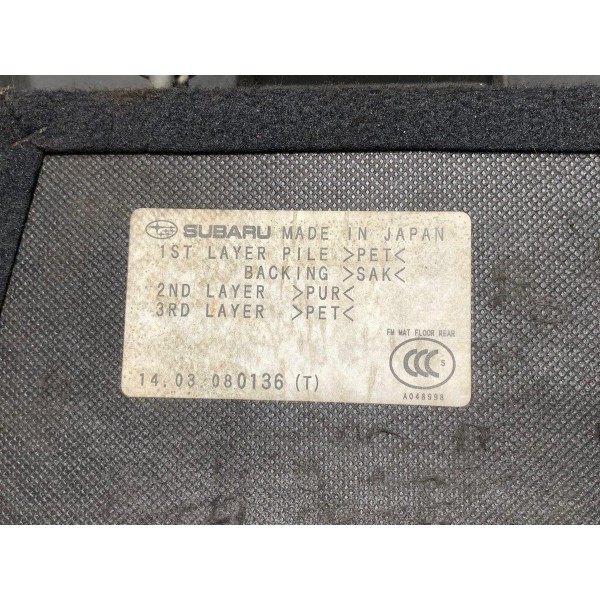 SUBARU MADE IN JAPAN
1ST LAYER PILE >PET<
BACKING >SAK<
2ND LAYER >PUR<
3RD LAYER >PET<
FM MAT FLOOR REAR
CCC S
14.03.080136 (T)
A048998